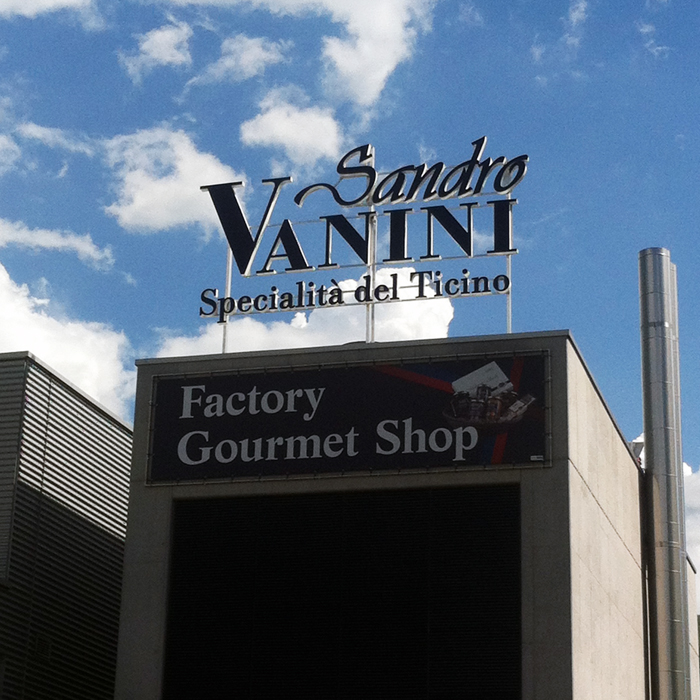 Sandro
VANINI
Specialità del Ticino
Factory
Gourmet Shop